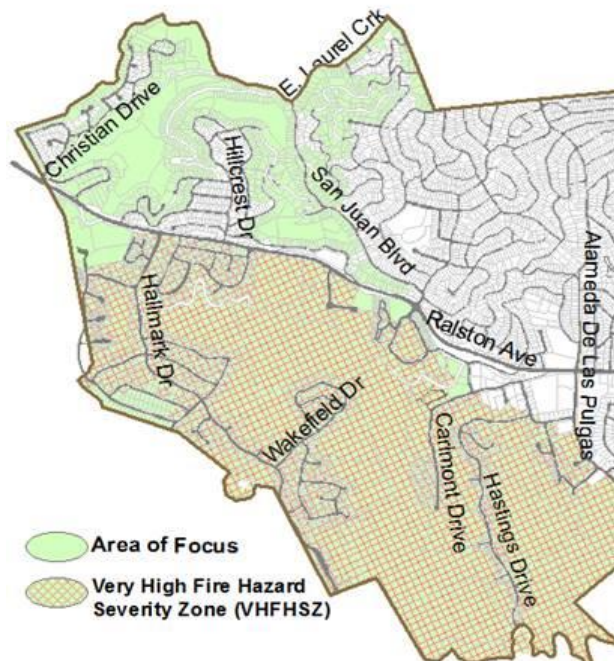 E. Laurel Crk
Christian Drive
Hillcrest Dr
San Juan Blvd
Alameda De Las Pulgas
Hallmark Dr
Ralston Ave
Wakefield Dr
Carlmont Drive
Hastings Drive
Area of Focus
Very High Fire Hazard
Severity Zone (VHFHSZ)